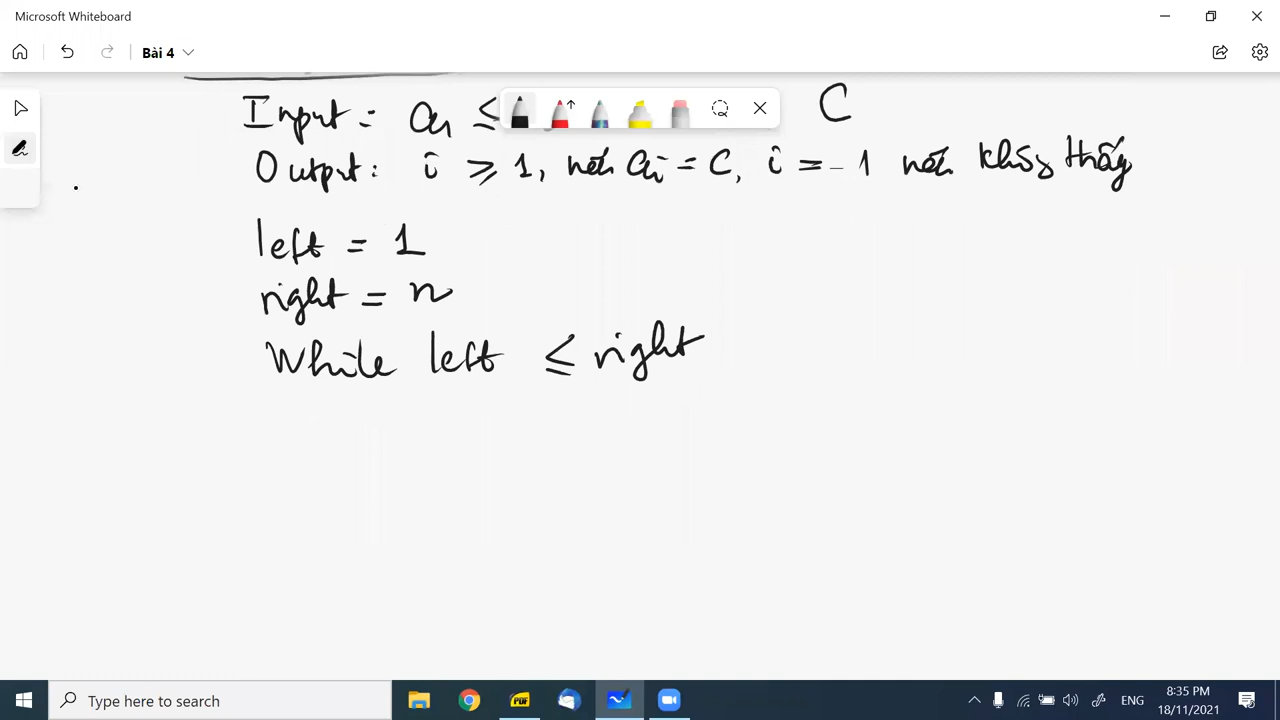 Microsoft Whiteboard
Bài 4
Input: a₁ ≤ C
Output: i ≥ 1, nếu aᵢ = C, i = -1 nếu không thấy
left = 1
right = n
While left ≤ right
PDF
Type here to search
ENG
8:35 PM
18/11/2021